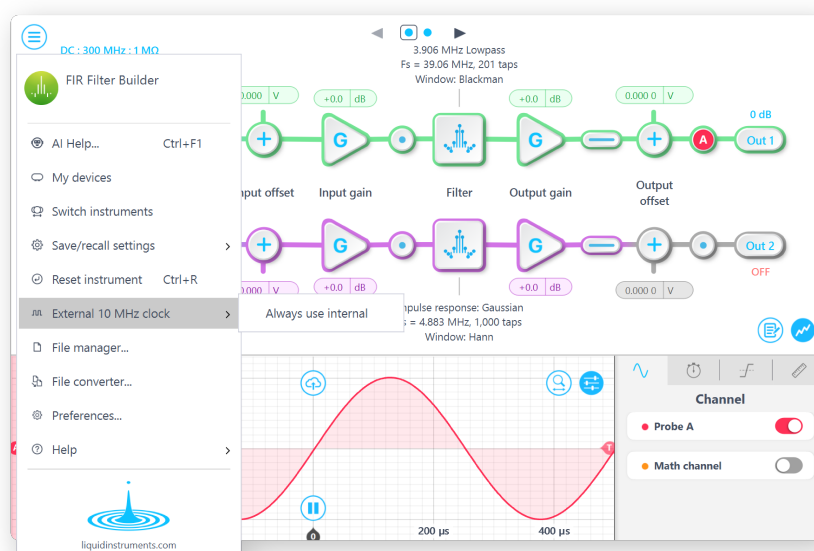 DC : 300 MHz : 1 MΩ
3.906 MHz Lowpass
Fs = 39.06 MHz, 201 taps
Window: Blackman
FIR Filter Builder
0.000 V
+0.0 dB
+0.0 dB
0.000 0 V
0 dB
AI Help... Ctrl+F1
G
G
A
Out 1
My devices
Input offset
Input gain
Filter
Output gain
Output
offset
Switch instruments
Save/recall settings
G
G
Out 2
OFF
Reset instrument Ctrl+R
0.000 V
+0.0 dB
+0.0 dB
0.000 0 V
External 10 MHz clock
Always use internal
mpulse response: Gaussian
s = 4.883 MHz, 1,000 taps
Window: Hann
File manager...
File converter...
Preferences...
Help
Channel
Probe A
Math channel
T
0
200 µs
400 µs
liquidinstruments.com